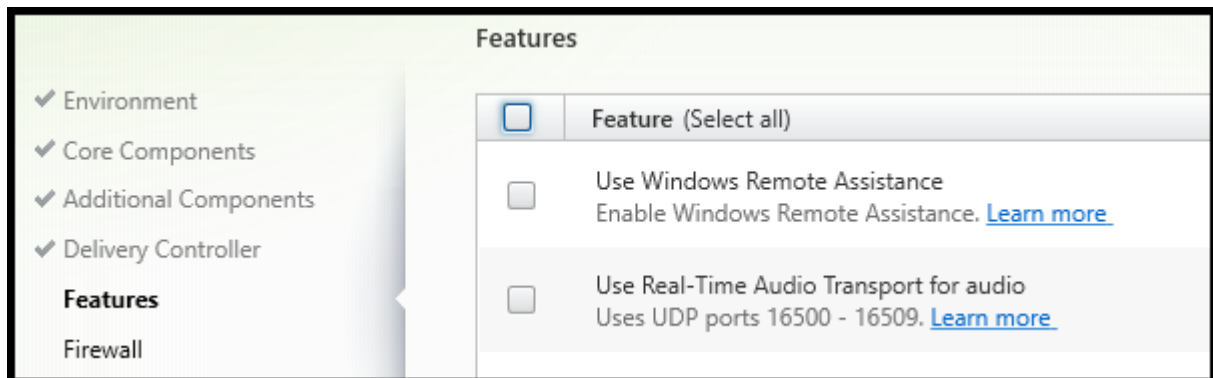 Features
Environment
Core Components
Additional Components
Delivery Controller
Features
Firewall
Feature (Select all)
Use Windows Remote Assistance
Enable Windows Remote Assistance. Learn more
Use Real-Time Audio Transport for audio
Uses UDP ports 16500 - 16509. Learn more